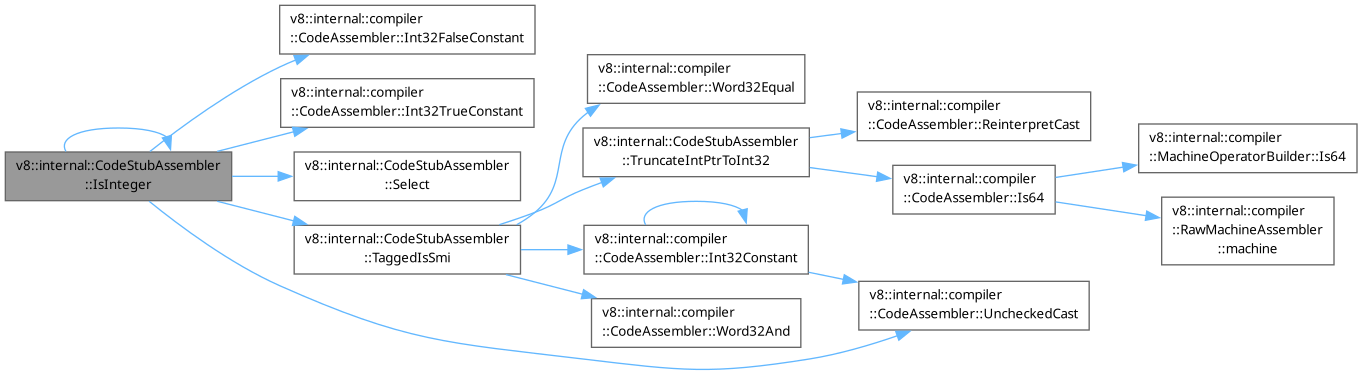 v8::internal::CodeStubAssembler
::IsInteger
v8::internal::compiler
::CodeAssembler::Int32FalseConstant
v8::internal::compiler
::CodeAssembler::Int32TrueConstant
v8::internal::CodeStubAssembler
::Select
v8::internal::CodeStubAssembler
::TaggedIsSmi
v8::internal::compiler
::CodeAssembler::Word32Equal
v8::internal::CodeStubAssembler
::TruncateIntPtrToInt32
v8::internal::compiler
::CodeAssembler::Int32Constant
v8::internal::compiler
::CodeAssembler::Word32And
v8::internal::compiler
::CodeAssembler::ReinterpretCast
v8::internal::compiler
::CodeAssembler::Is64
v8::internal::compiler
::CodeAssembler::UncheckedCast
v8::internal::compiler
::MachineOperatorBuilder::Is64
v8::internal::compiler
::RawMachineAssembler
::machine